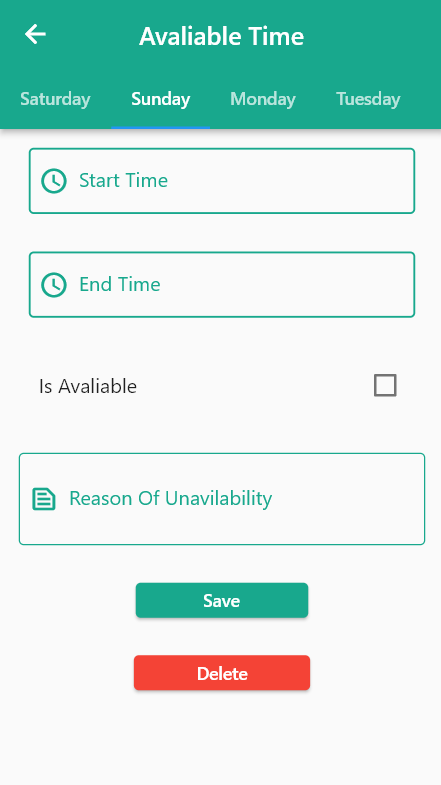 Avaliable Time
Saturday Sunday Monday Tuesday
Start Time
End Time
Is Avaliable
Reason Of Unavilability
Save
Delete